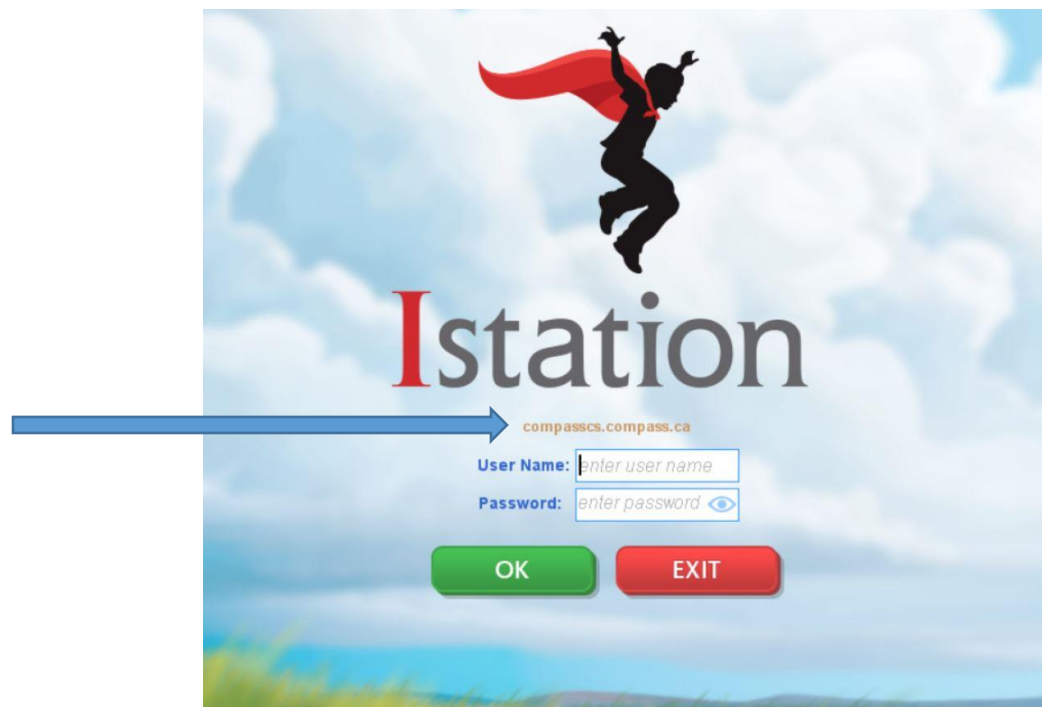 Istation
compasscs.compass.ca
User Name: enter user name
Password: enter password
OK EXIT